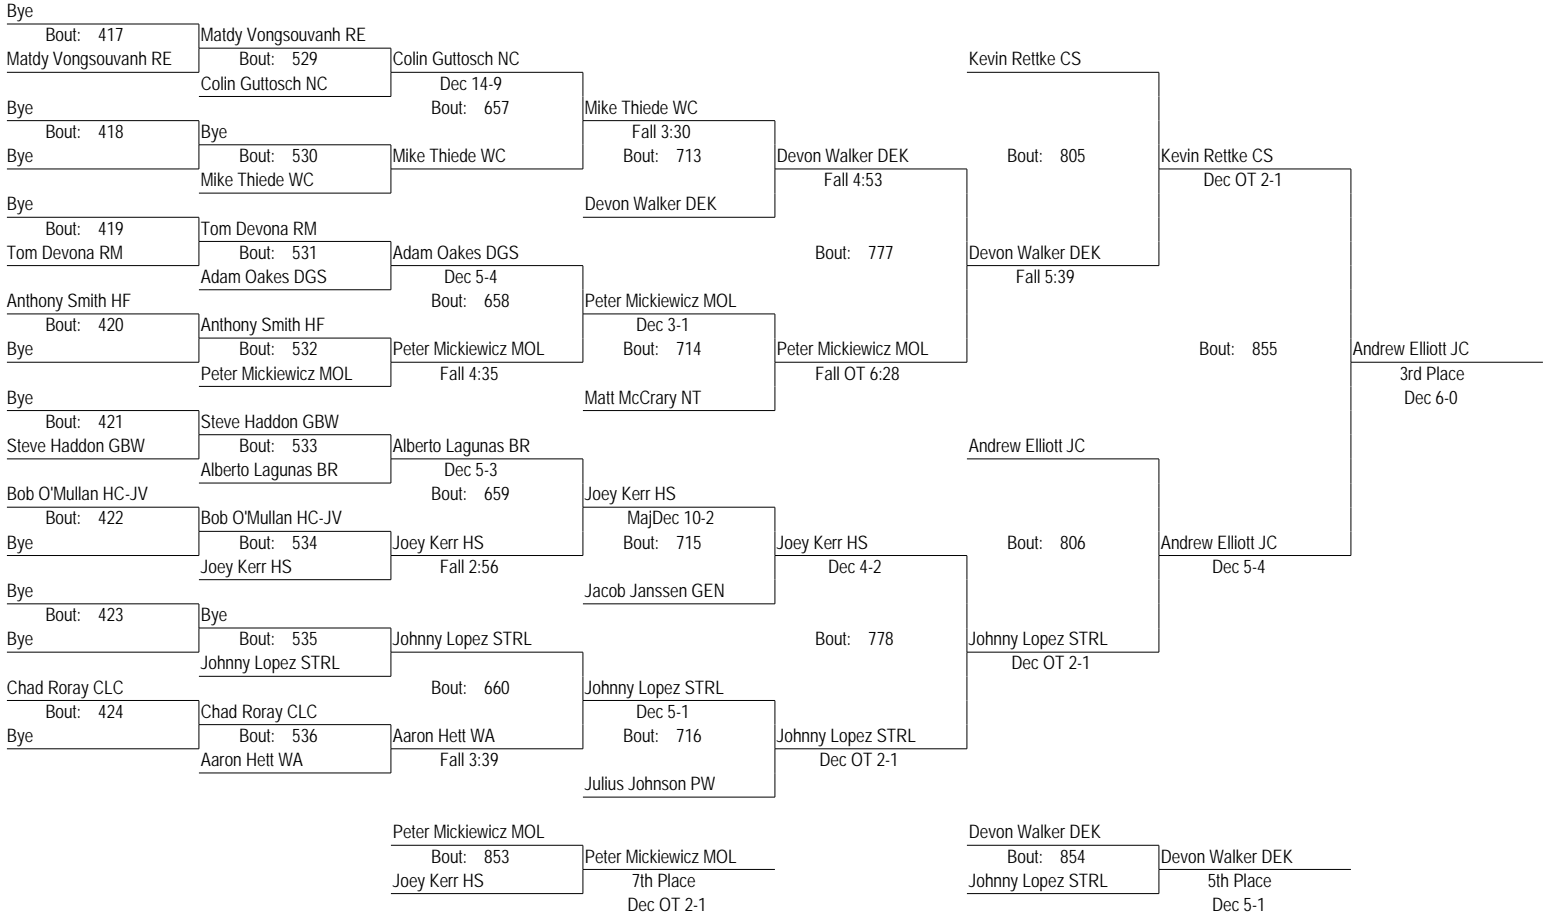 Bye
Bout: 417
Matdy Vongsouvanh RE
Bye
Bout: 418
Bye
Bye
Bout: 419
Tom Devona RM
Anthony Smith HF
Bout: 420
Bye
Bye
Bout: 421
Steve Haddon GBW
Bob O'Mullan HC-JV
Bout: 422
Bye
Bye
Bout: 423
Bye
Chad Roray CLC
Bout: 424
Bye
Matdy Vongsouvanh RE
Bout: 529
Colin Guttosch NC
Bye
Bout: 530
Mike Thiede WC
Tom Devona RM
Bout: 531
Adam Oakes DGS
Anthony Smith HF
Bout: 532
Peter Mickiewicz MOL
Steve Haddon GBW
Bout: 533
Alberto Lagunas BR
Bob O'Mullan HC-JV
Bout: 534
Joey Kerr HS
Bye
Bout: 535
Johnny Lopez STRL
Chad Roray CLC
Bout: 536
Aaron Hett WA
Colin Guttosch NC
Dec 14-9
Bout: 657
Mike Thiede WC
Adam Oakes DGS
Dec 5-4
Bout: 658
Peter Mickiewicz MOL
Fall 4:35
Alberto Lagunas BR
Dec 5-3
Bout: 659
Joey Kerr HS
Fall 2:56
Johnny Lopez STRL
Bout: 660
Aaron Hett WA
Fall 3:39
Mike Thiede WC
Fall 3:30
Bout: 713
Devon Walker DEK
Peter Mickiewicz MOL
Dec 3-1
Bout: 714
Matt McCrary NT
Joey Kerr HS
MajDec 10-2
Bout: 715
Jacob Janssen GEN
Johnny Lopez STRL
Dec 5-1
Bout: 716
Julius Johnson PW
Devon Walker DEK
Fall 4:53
Bout: 777
Peter Mickiewicz MOL
Fall OT 6:28
Joey Kerr HS
Dec 4-2
Bout: 778
Johnny Lopez STRL
Dec OT 2-1
Kevin Rettke CS
Bout: 805
Devon Walker DEK
Fall 5:39
Andrew Elliott JC
Bout: 806
Johnny Lopez STRL
Dec OT 2-1
Kevin Rettke CS
Dec OT 2-1
Bout: 855
Andrew Elliott JC
Dec 5-4
Andrew Elliott JC
3rd Place
Dec 6-0
Peter Mickiewicz MOL
Bout: 853
Joey Kerr HS
Peter Mickiewicz MOL
7th Place
Dec OT 2-1
Devon Walker DEK
Bout: 854
Johnny Lopez STRL
Devon Walker DEK
5th Place
Dec 5-1